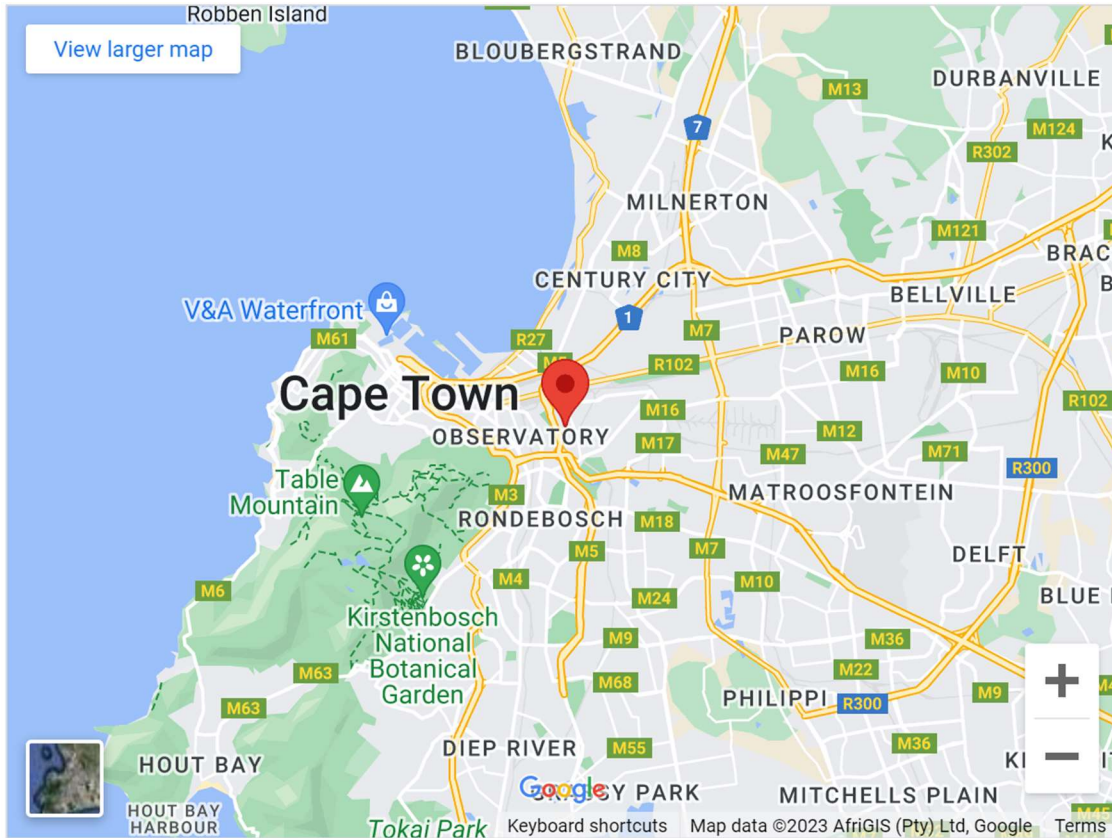 Robben Island
View larger map
BLOUBERGSTRAND
DURBANVILLE
M13
7
M124
R302
MILNERTON
M121
M8
CENTURY CITY
BELLVILLE
V&A Waterfront
1
M61
R27
M7
PAROW
R102
M16
M10
Cape Town
R102
M16
OBSERVATORY
M17
M12
M47
M71
R300
Table
Mountain
M3
MATROOSFONTEIN
RONDEBOSCH
M18
M5
M7
DELFT
M4
M10
M6
M24
Kirstenbosch
National
Botanical
Garden
M9
M36
M63
M68
M22
M9
PHILIPPI
R300
M63
DIEP RIVER
M55
M36
HOUT BAY
Google
PARK
MITCHELLS PLAIN
HOUT BAY
HARBOUR
Tokai Park
Keyboard shortcuts
Map data ©2023 AfriGIS (Pty) Ltd, Google
Terms